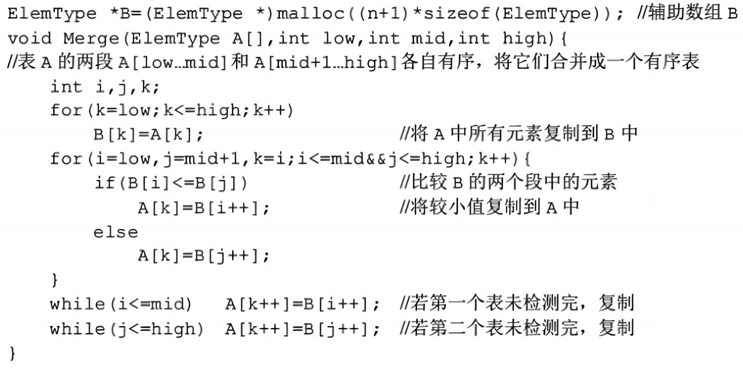 ElemType *B=(ElemType *)malloc((n+1)*sizeof(ElemType)); //辅助数组 B
void Merge(ElemType A[],int low,int mid,int high){
//表 A 的两段 A[low…mid]和 A[mid+1…high]各自有序，将它们合并成一个有序表
    int i,j,k;
    for(k=low;k<=high;k++)
        B[k]=A[k];                //将 A 中所有元素复制到 B 中
    for(i=low,j=mid+1,k=i;i<=mid&&j<=high;k++){
        if(B[i]<=B[j])            //比较 B 的两个段中的元素
            A[k]=B[i++];          //将较小值复制到 A 中
        else
            A[k]=B[j++];
    }
    while(i<=mid)   A[k++]=B[i++]; //若第一个表未检测完，复制
    while(j<=high)  A[k++]=B[j++]; //若第二个表未检测完，复制
}